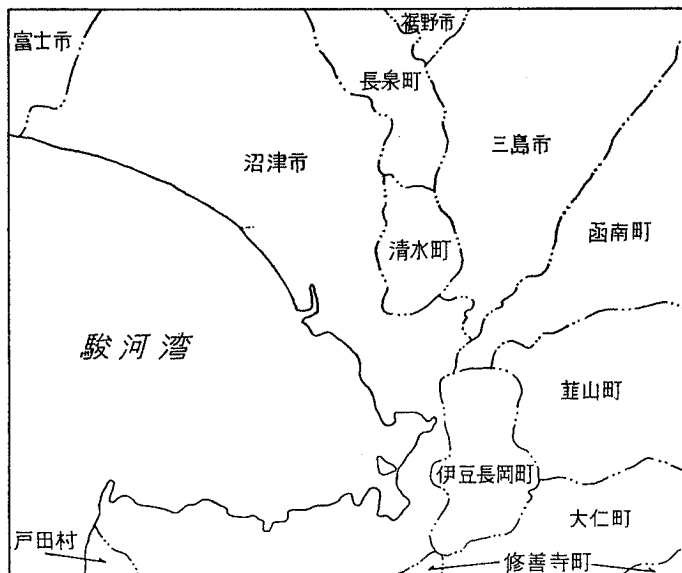 裾野市
富士市
長泉町
三島市
沼津市
函南町
清水町
駿河湾
韮山町
伊豆長岡町
大仁町
戸田村
修善寺町